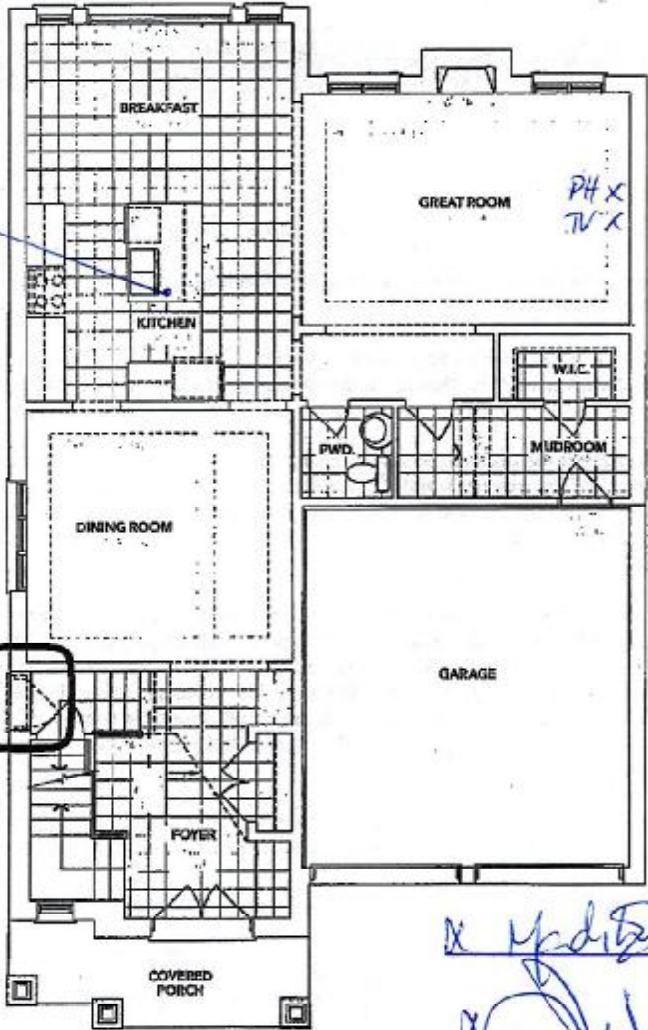 BREAKFAST
GREAT ROOM
PH X
TV X
KITCHEN
W.I.C.
PWD.
MUDROOM
DINING ROOM
GARAGE
FOYER
COVERED
PORCH